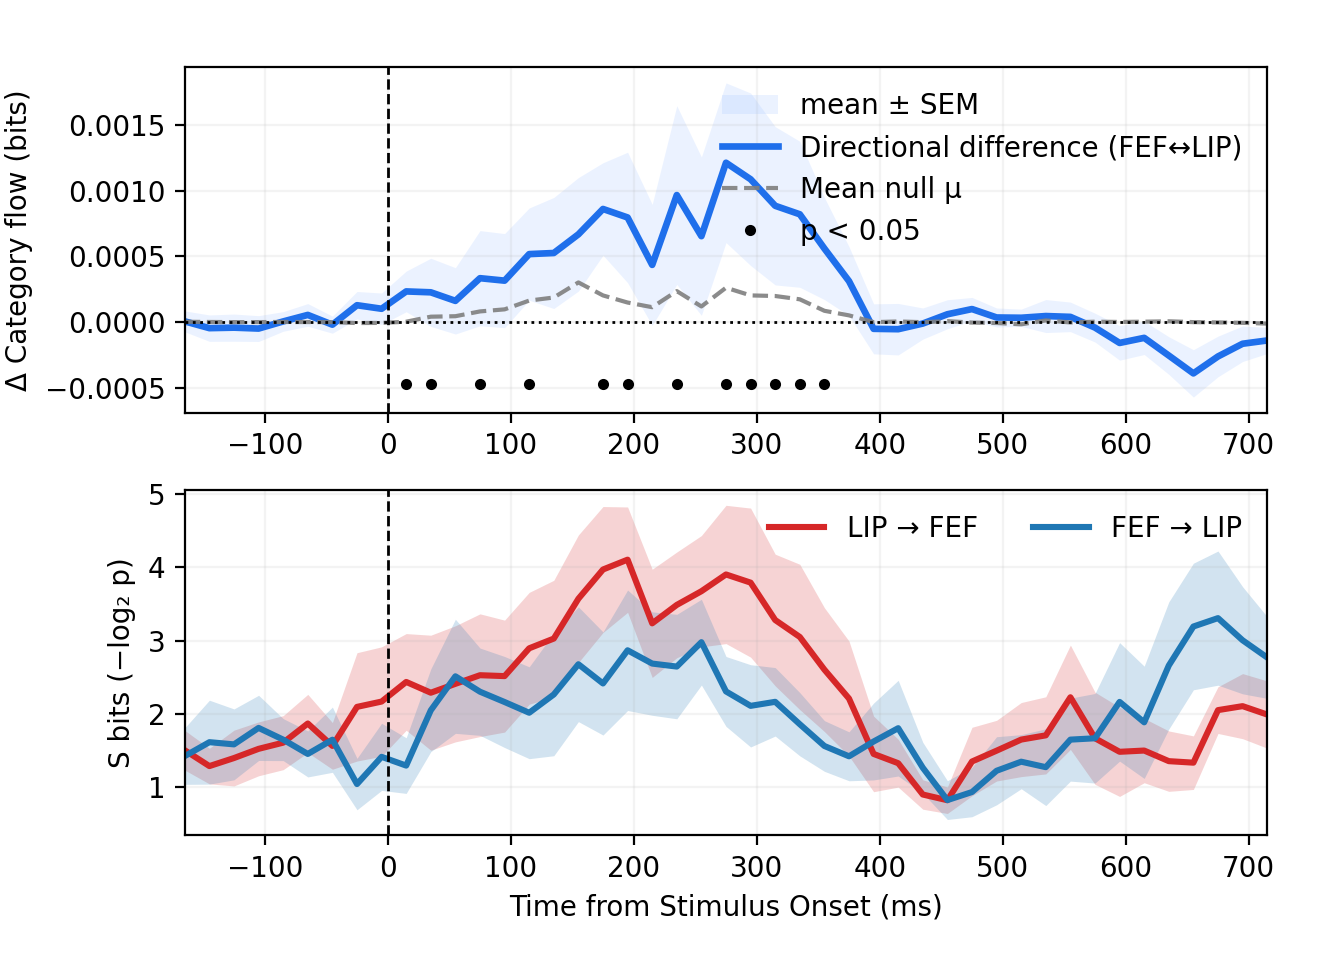 Δ Category flow (bits)
0.0015
0.0010
0.0005
0.0000
−0.0005
mean ± SEM
Directional difference (FEF↔LIP)
Mean null μ
p < 0.05
−100 0 100 200 300 400 500 600 700
S bits (−log₂ p)
5
4
3
2
1
LIP → FEF FEF → LIP
−100 0 100 200 300 400 500 600 700
Time from Stimulus Onset (ms)